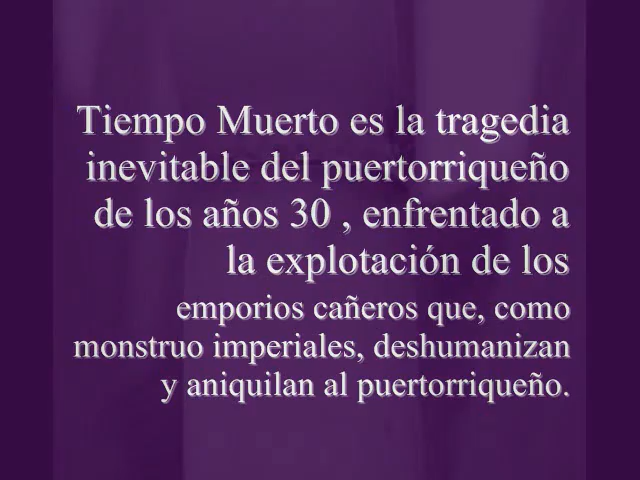 Tiempo Muerto es la tragedia
inevitable del puertorriqueño
de los años 30 , enfrentado a
la explotación de los
emporios cañeros que, como
monstruo imperiales, deshumanizan
y aniquilan al puertorriqueño.